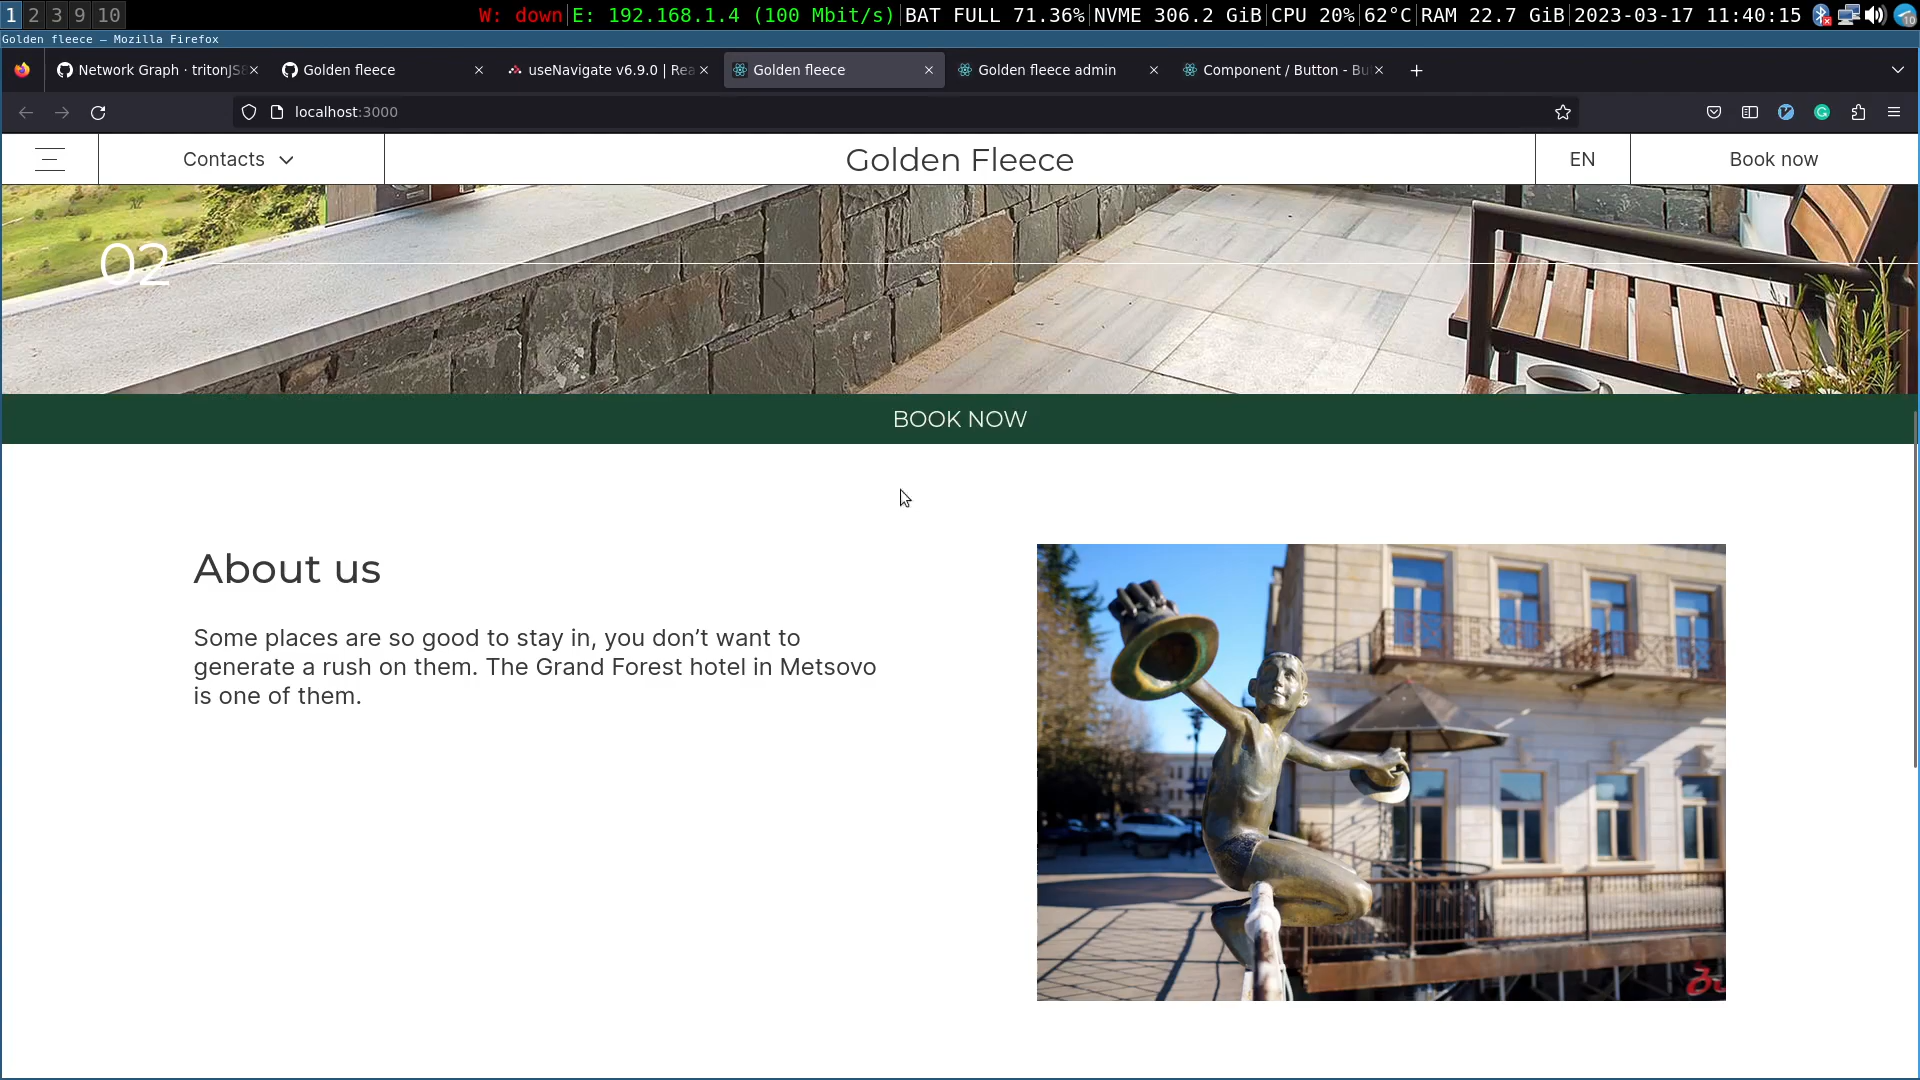 1 2 3 9 10 W: down E: 192.168.1.4 (100 Mbit/s) BAT FULL 71.36% NVME 306.2 GiB CPU 20% 62°C RAM 22.7 GiB 2023-03-17 11:40:15 10
Golden fleece — Mozilla Firefox
Network Graph · tritonJS8 Golden fleece useNavigate v6.9.0 | Rea Golden fleece Golden fleece admin Component / Button - Bu
localhost:3000
Contacts Golden Fleece EN Book now
02
BOOK NOW
About us
Some places are so good to stay in, you don’t want to
generate a rush on them. The Grand Forest hotel in Metsovo
is one of them.